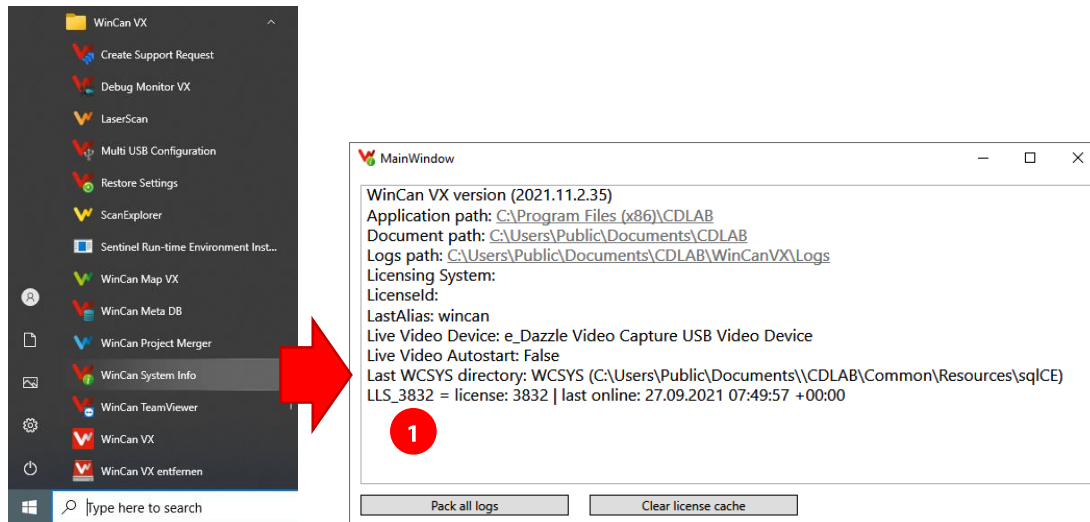 WinCan VX
Create Support Request
Debug Monitor VX
LaserScan
Multi USB Configuration
Restore Settings
ScanExplorer
Sentinel Run-time Environment Inst...
WinCan Map VX
WinCan Meta DB
WinCan Project Merger
WinCan System Info
WinCan TeamViewer
WinCan VX
WinCan VX entfernen
Type here to search
MainWindow
WinCan VX version (2021.11.2.35)
Application path: C:\Program Files (x86)\CDLAB
Document path: C:\Users\Public\Documents\CDLAB
Logs path: C:\Users\Public\Documents\CDLAB\WinCanVX\Logs
Licensing System:
LicenseId:
LastAlias: wincan
Live Video Device: e_Dazzle Video Capture USB Video Device
Live Video Autostart: False
Last WCSYS directory: WCSYS (C:\Users\Public\Documents\\CDLAB\Common\Resources\sqlCE)
LLS_3832 = license: 3832 | last online: 27.09.2021 07:49:57 +00:00
1
Pack all logs
Clear license cache